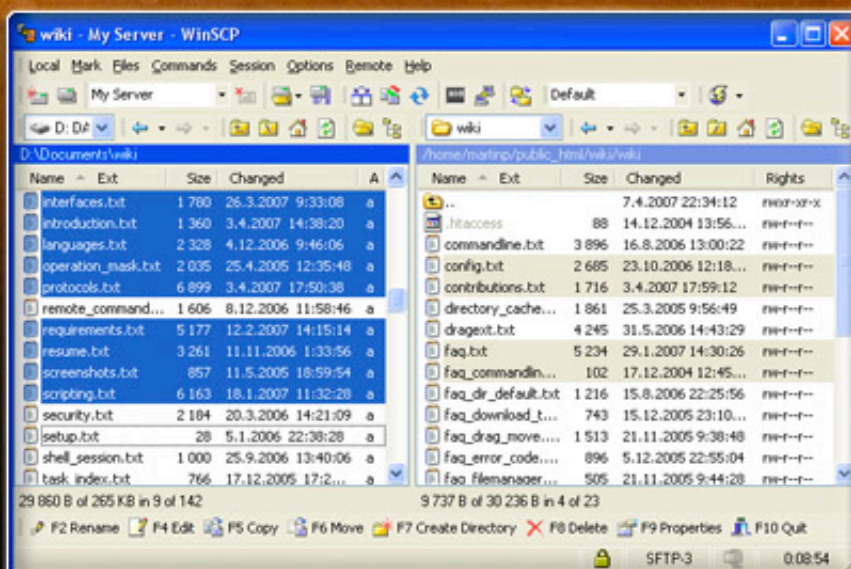 wiki - My Server - WinSCP
Local Mark Files Commands Session Options Remote Help
My Server Default
D: DA wiki
D:\Documents\wiki
Name Ext Size Changed A
interfaces.txt 1 780 26.3.2007 9:33:08 a
introduction.txt 1 360 3.4.2007 14:38:20 a
languages.txt 2 328 4.12.2006 9:46:06 a
operation_mask.txt 2 035 25.4.2005 12:35:48 a
protocols.txt 6 899 3.4.2007 17:50:38 a
remote_command... 1 606 8.12.2006 11:58:46 a
requirements.txt 5 177 12.2.2007 14:15:14 a
resume.txt 3 261 11.11.2006 1:33:56 a
screenshots.txt 857 11.5.2005 18:59:54 a
scripting.txt 6 163 18.1.2007 11:32:28 a
security.txt 2 184 20.3.2006 14:21:09 a
setup.txt 28 5.1.2006 22:38:28 a
shell_session.txt 1 000 25.9.2006 13:40:06 a
task_index.txt 766 17.12.2005 17:2... a
29 860 B of 265 KB in 9 of 142
/home/martinp/public_html/wiki/wiki
Name Ext Size Changed Rights
.. 7.4.2007 22:34:12 rwxr-xr-x
.htaccess 88 14.12.2004 13:56... rw-r--r--
commandline.txt 3 896 16.8.2006 13:00:22 rw-r--r--
config.txt 2 685 23.10.2006 12:18... rw-r--r--
contributions.txt 1 716 3.4.2007 17:59:12 rw-r--r--
directory_cache... 1 861 25.3.2005 9:56:49 rw-r--r--
dragext.txt 4 245 31.5.2006 14:43:29 rw-r--r--
faq.txt 5 234 29.1.2007 14:30:26 rw-r--r--
faq_commandlin... 102 17.12.2004 12:45... rw-r--r--
faq_dir_default.txt 1 216 15.8.2006 22:25:56 rw-r--r--
faq_download_t... 743 15.12.2005 23:10... rw-r--r--
faq_drag_move.... 1 513 21.11.2005 9:38:48 rw-r--r--
faq_error_code.... 896 5.12.2005 22:55:04 rw-r--r--
faq_filemanager... 505 21.11.2005 9:44:28 rw-r--r--
9 737 B of 30 236 B in 4 of 23
F2 Rename F4 Edit F5 Copy F6 Move F7 Create Directory F8 Delete F9 Properties F10 Quit
SFTP-3 0:08:54